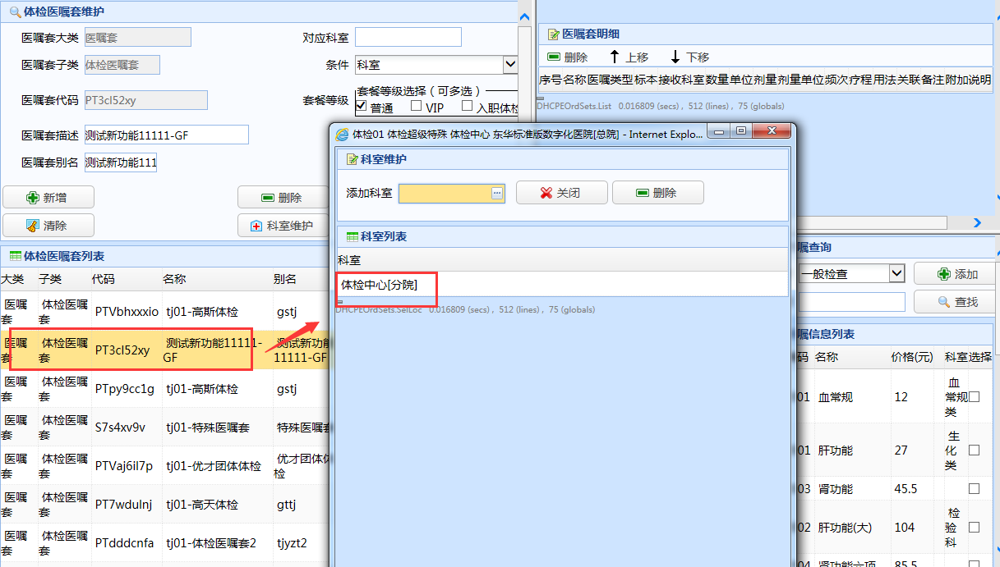 体检医嘱套维护
医嘱套大类 医嘱套 对应科室
医嘱套子类 体检医嘱套 条件 科室
医嘱套代码 PT3cl52xy 套餐等级 套餐等级选择（可多选） 普通 VIP 入职体检
医嘱套描述 测试新功能11111-GF
医嘱套别名 测试新功能111
新增 删除
清除 科室维护
医嘱套明细
删除 上移 下移
序号 名称 医嘱类型 标本 接收科室 数量 单位 剂量 剂量单位 频次 疗程 用法 关联 备注 附加说明
DHCPEOrdSets.List 0.016809 (secs) , 512 (lines) , 75 (globals)
体检01 体检超级特殊 体检中心 东华标准版数字化医院[总院] - Internet Explo...
科室维护
添加科室 关闭 删除
科室列表
科室
体检中心[分院]
DHCPEOrdSets.SelLoc 0.016809 (secs) , 512 (lines) , 75 (globals)
体检医嘱套列表
大类 子类 代码 名称 别名
医嘱套 体检医嘱套 PTVbhxxxio tj01-高斯体检 gstj
医嘱套 体检医嘱套 PT3cl52xy 测试新功能11111-GF 测试新功能11111-GF
医嘱套 体检医嘱套 PTpy9cc1g tj01-高斯体检 gstj
医嘱套 体检医嘱套 S7s4xv9v tj01-特殊医嘱套 特殊医嘱套
医嘱套 体检医嘱套 PTVaj6il7p tj01-优才团体体检 优才团体体检
医嘱套 体检医嘱套 PT7wdulnj tj01-高天体检 gttj
医嘱套 体检医嘱套 PTdddcnfa tj01-体检医嘱套2 tjyzt2
嘱查询
一般检查 添加
查找
嘱信息列表
码 名称 价格(元) 科室 选择
01 血常规 12 血常规类
01 肝功能 27 生化类
03 肾功能 45.5
02 肝功能(大) 104 检验科
04 肾功能六项 85.5